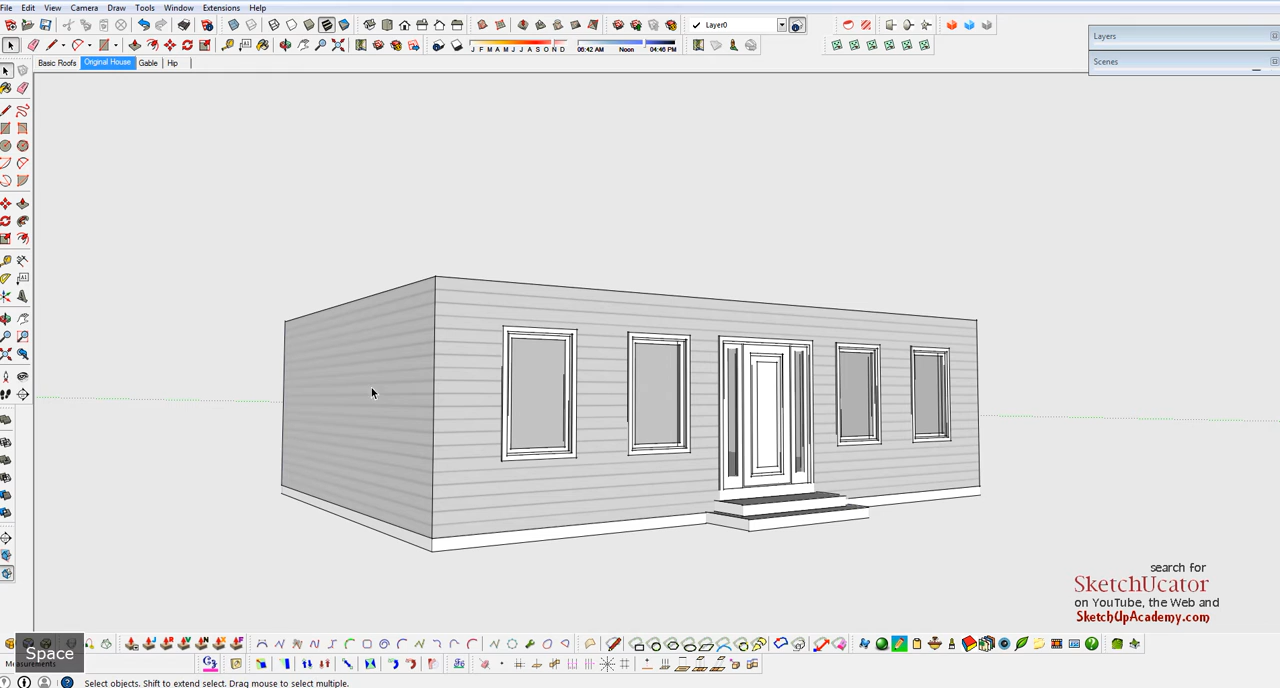 File Edit View Camera Draw Tools Window Extensions Help
Layer0
J F M A M J J A S O N D 06:42 AM Noon 04:46 PM
Layers
Basic Roofs Original House Gable Hip
Scenes
search for
SketchUcator
on YouTube, the Web and
SketchUpAcademy.com
Space
Measurements
Select objects. Shift to extend select. Drag mouse to select multiple.